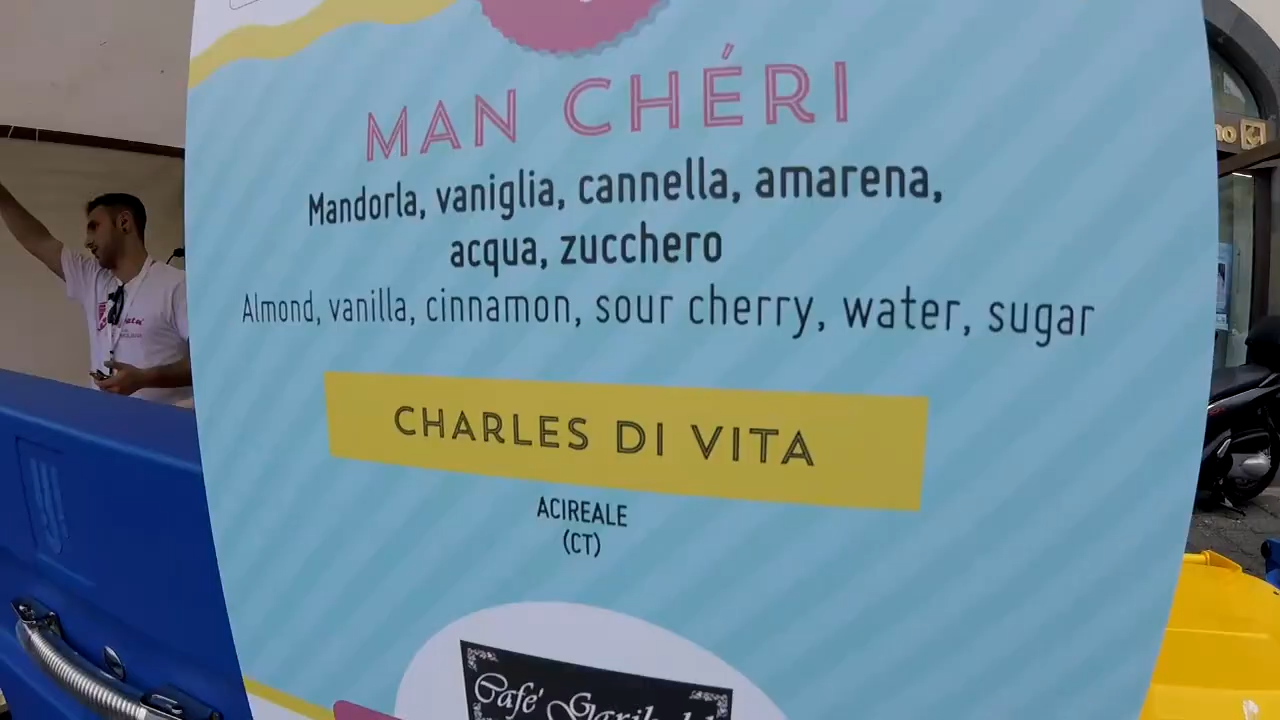 MAN CHÉRI
Mandorla, vaniglia, cannella, amarena,
acqua, zucchero
Almond, vanilla, cinnamon, sour cherry, water, sugar
CHARLES DI VITA
ACIREALE
(CT)
Café